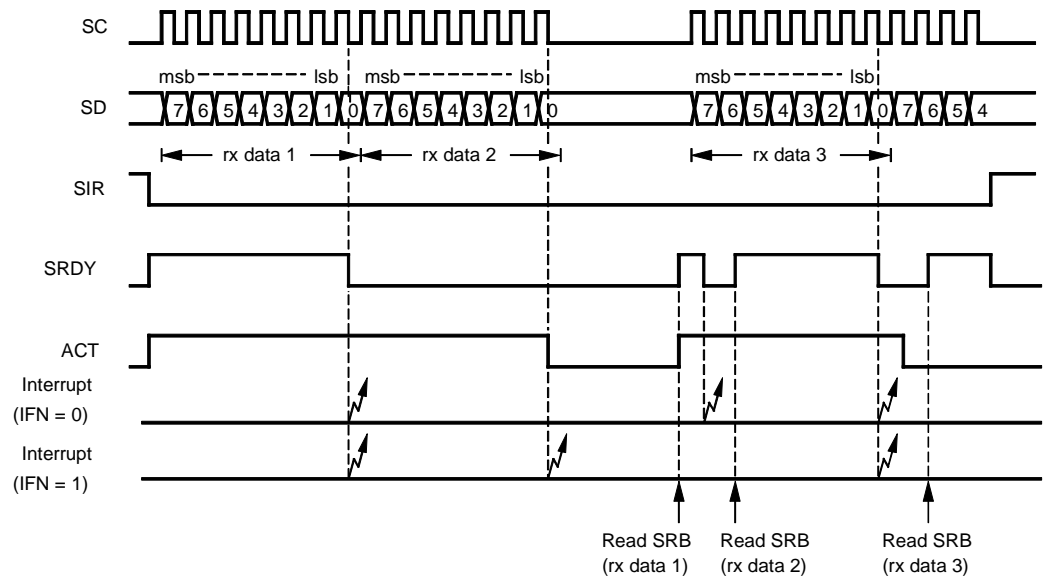 SC
msb lsb msb lsb msb lsb
SD 7 6 5 4 3 2 1 0 7 6 5 4 3 2 1 0 7 6 5 4 3 2 1 0 7 6 5 4
rx data 1 rx data 2 rx data 3
SIR
SRDY
ACT
Interrupt
(IFN = 0)
Interrupt
(IFN = 1)
Read SRB
(rx data 1)
Read SRB
(rx data 2)
Read SRB
(rx data 3)